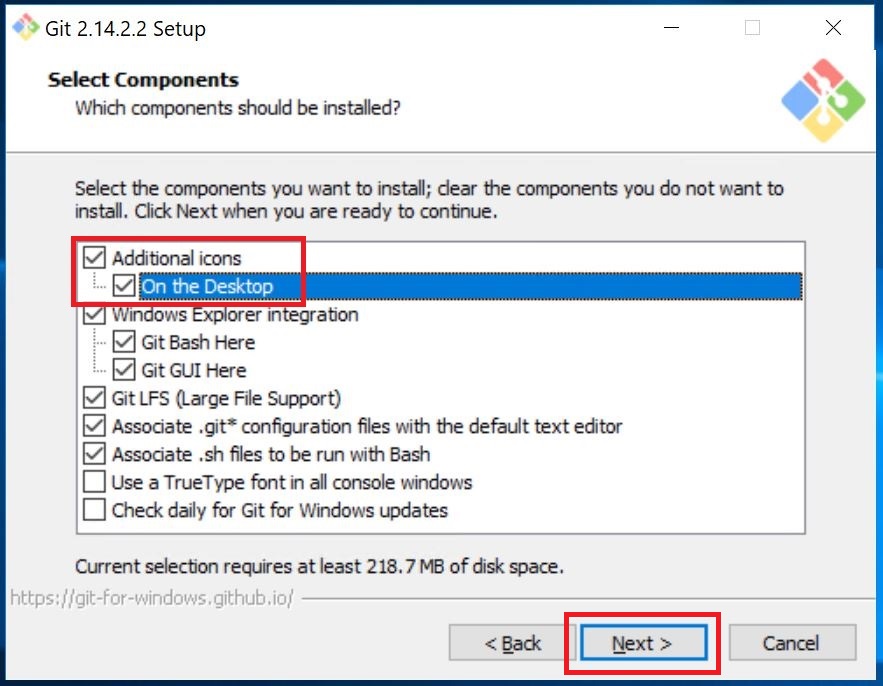 Git 2.14.2.2 Setup
Select Components
Which components should be installed?
Select the components you want to install; clear the components you do not want to
install. Click Next when you are ready to continue.
Additional icons
On the Desktop
Windows Explorer integration
Git Bash Here
Git GUI Here
Git LFS (Large File Support)
Associate .git* configuration files with the default text editor
Associate .sh files to be run with Bash
Use a TrueType font in all console windows
Check daily for Git for Windows updates
Current selection requires at least 218.7 MB of disk space.
https://git-for-windows.github.io/
< Back Next > Cancel